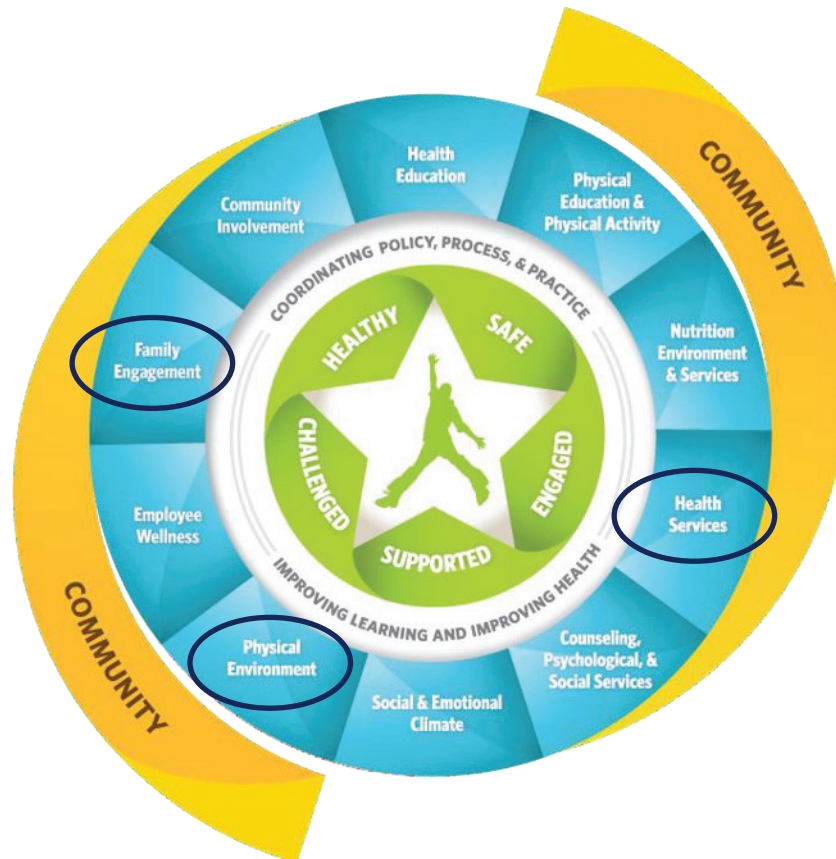 COMMUNITY
Health
Education
Physical
Education &
Physical Activity
Nutrition
Environment
& Services
Health
Services
Counseling,
Psychological, &
Social Services
Social & Emotional
Climate
Physical
Environment
Employee
Wellness
Family
Engagement
Community
Involvement
COORDINATING POLICY, PROCESS, & PRACTICE
IMPROVING LEARNING AND IMPROVING HEALTH
HEALTHY
SAFE
ENGAGED
SUPPORTED
CHALLENGED
COMMUNITY